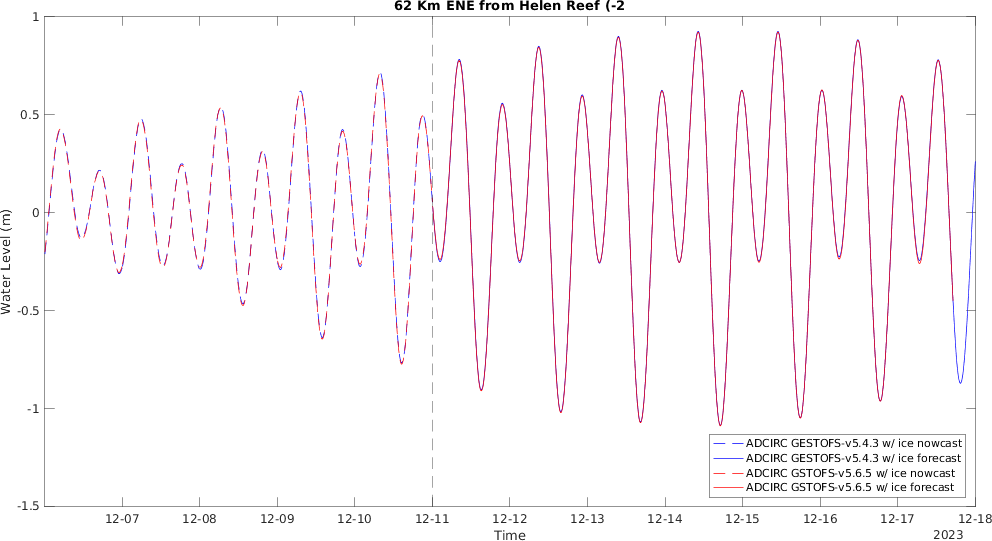 62 Km ENE from Helen Reef (-2
1
0.5
0
-0.5
-1
-1.5
Water Level (m)
ADCIRC GESTOFS-v5.4.3 w/ ice nowcast
ADCIRC GESTOFS-v5.4.3 w/ ice forecast
ADCIRC GSTOFS-v5.6.5 w/ ice nowcast
ADCIRC GSTOFS-v5.6.5 w/ ice forecast
12-07 12-08 12-09 12-10 12-11 12-12 12-13 12-14 12-15 12-16 12-17 12-18
Time
2023